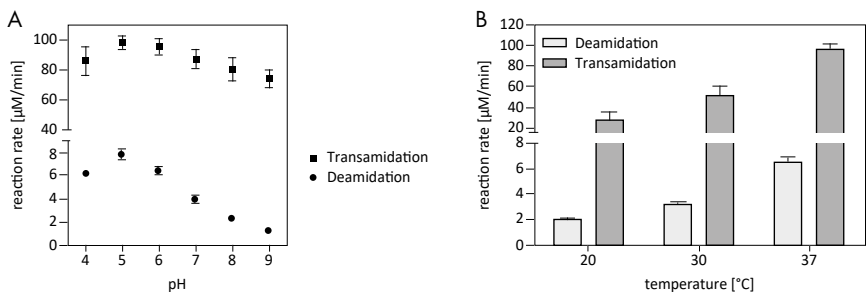 A
reaction rate [µM/min]
100
80
60
40
8
6
4
2
0
4 5 6 7 8 9
pH
Transamidation
Deamidation
B
reaction rate [µM/min]
120
100
80
60
40
20
8
6
4
2
0
Deamidation
Transamidation
20 30 37
temperature [°C]